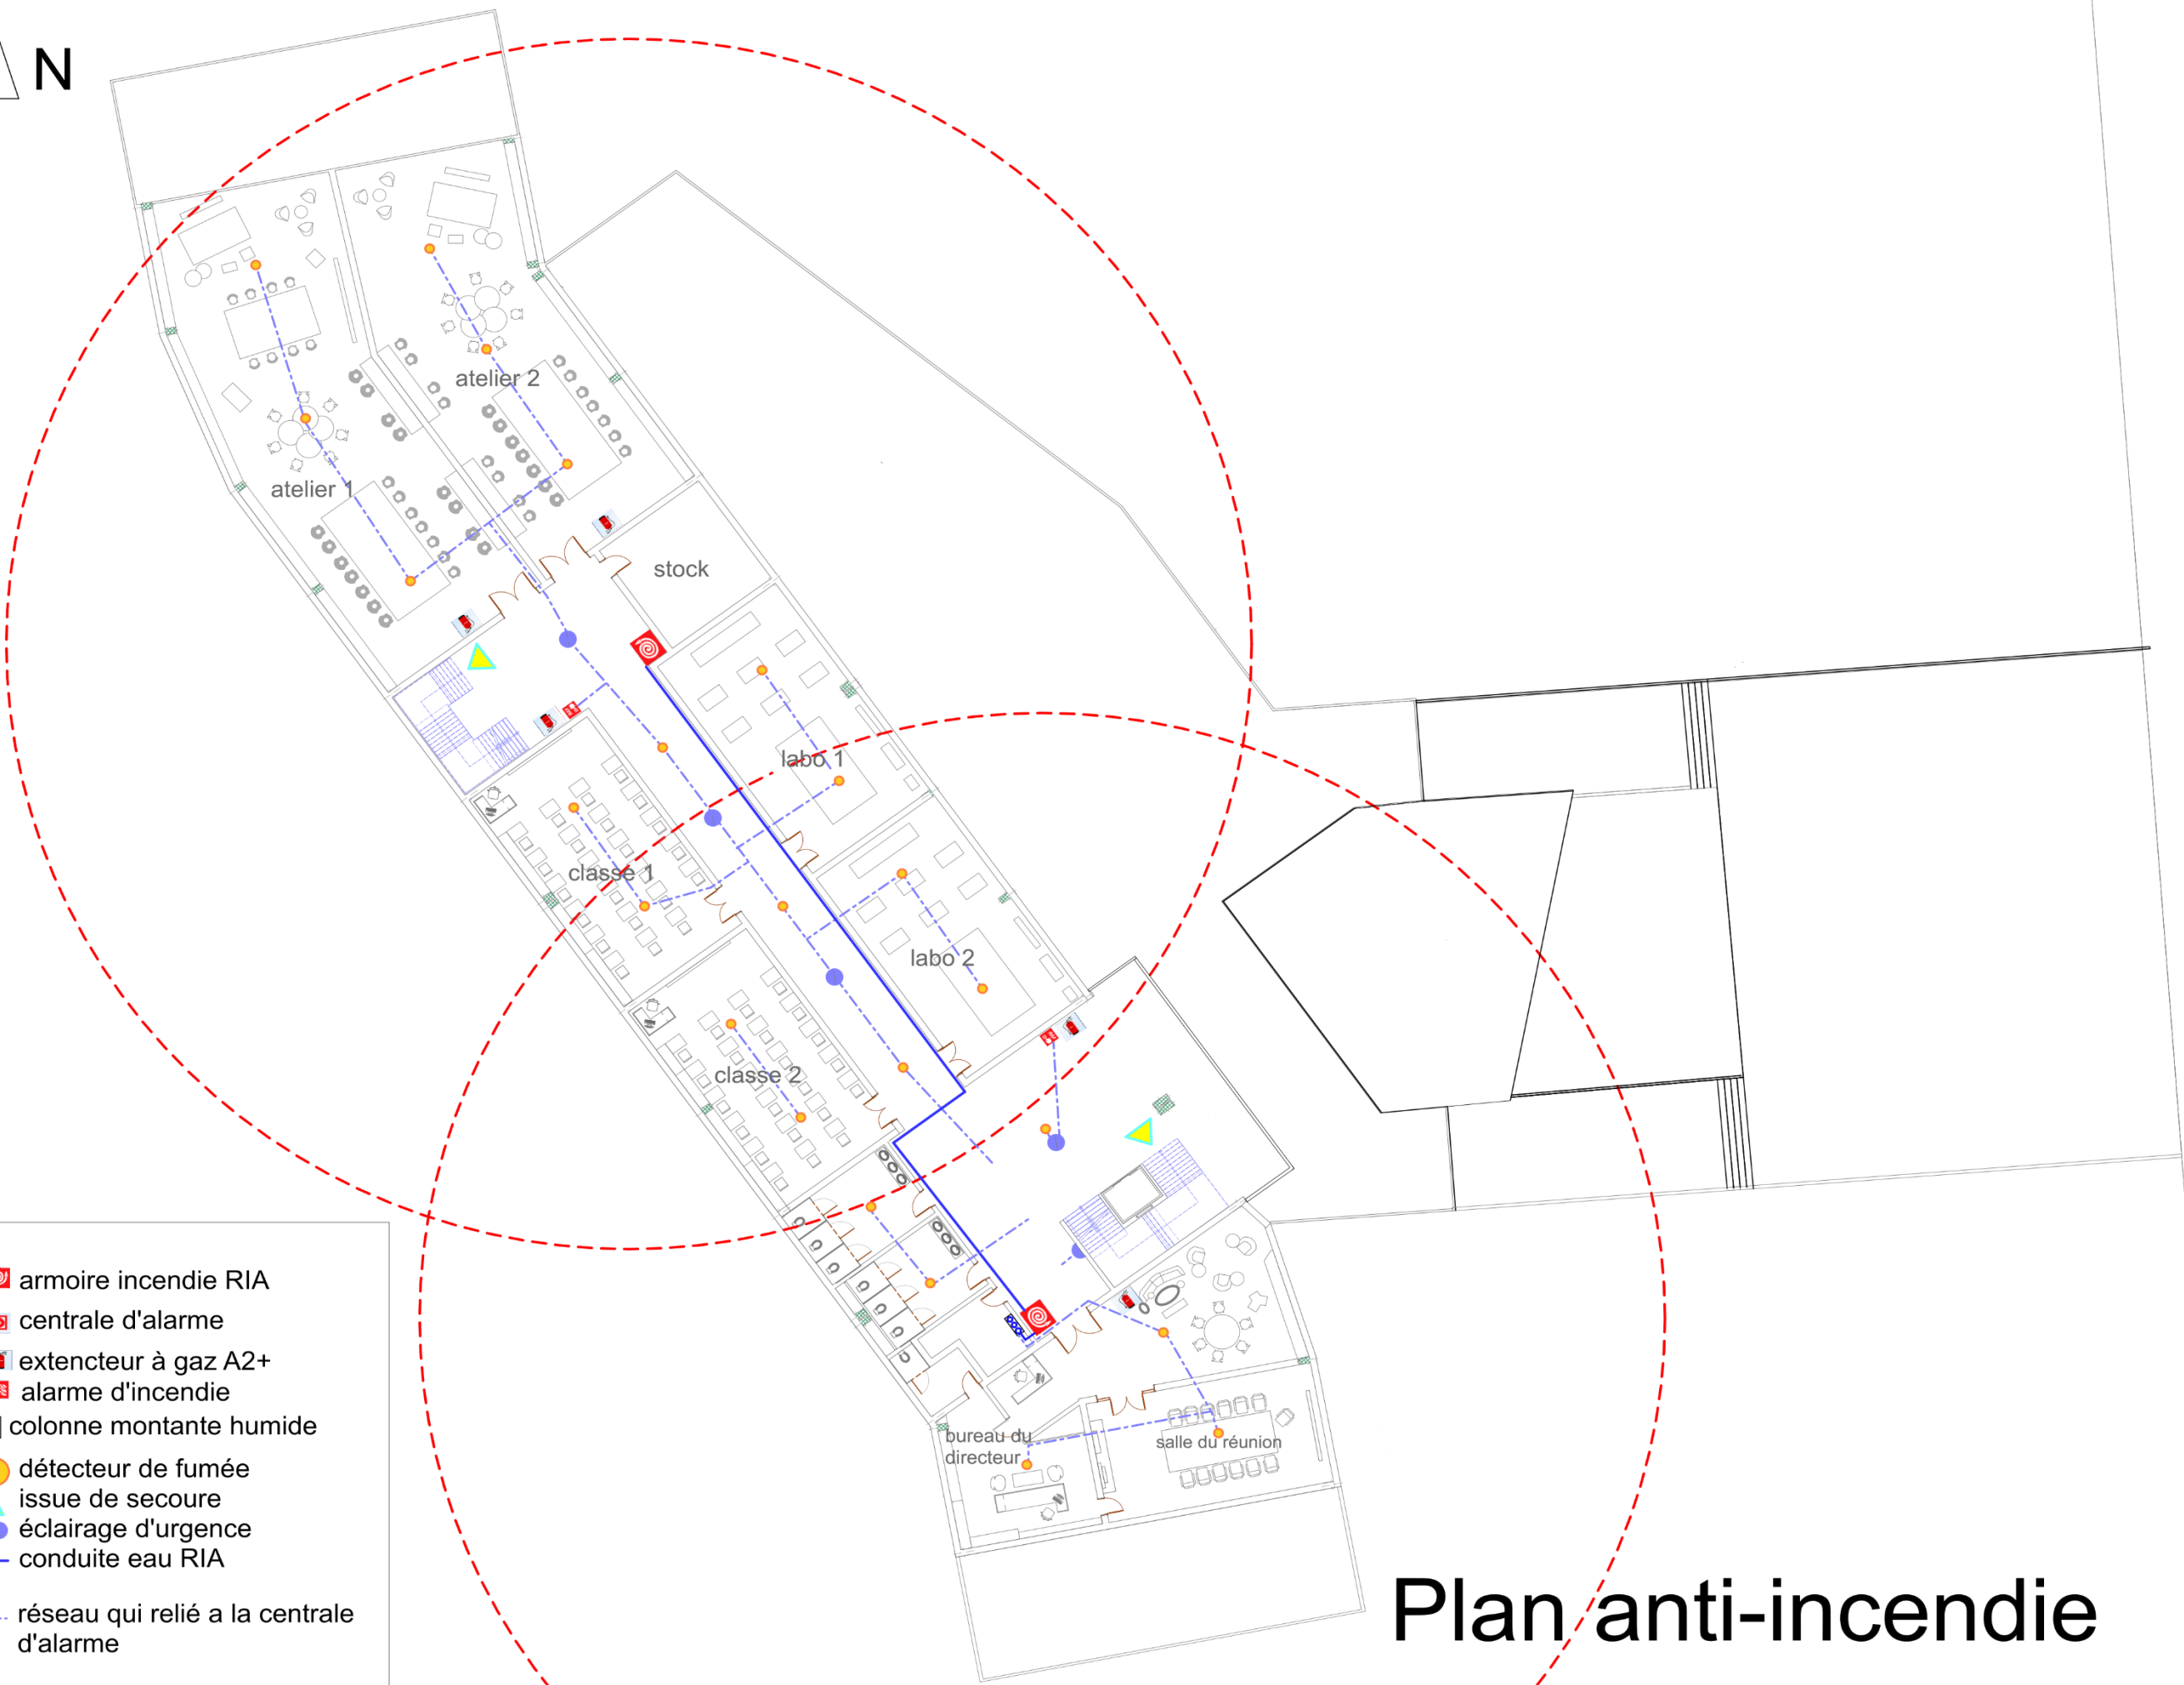 N
atelier 2
atelier 1
stock
labo 1
classe 1
labo 2
classe 2
bureau du
directeur
salle du réunion
armoire incendie RIA
centrale d'alarme
extencteur à gaz A2+
alarme d'incendie
colonne montante humide
détecteur de fumée
issue de secoure
éclairage d'urgence
conduite eau RIA
réseau qui relié a la centrale
d'alarme
Plan anti-incendie